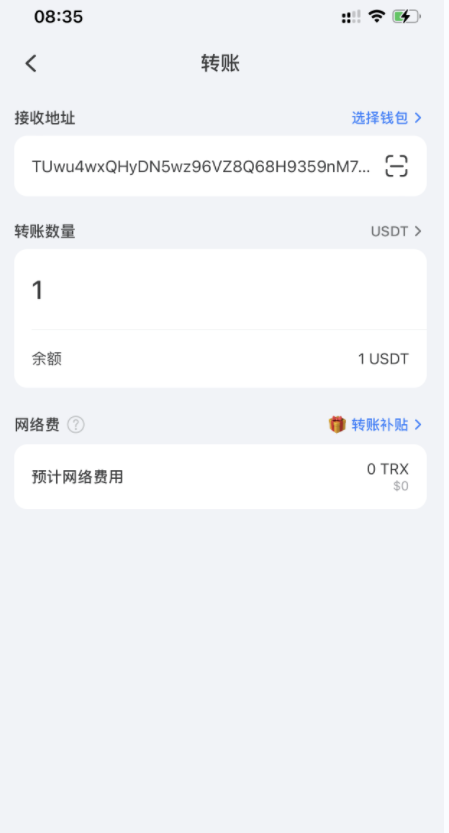 08:35
转账
接收地址
选择钱包
TUwu4wxQHyDN5wz96VZ8Q68H9359nM7...
转账数量
USDT
1
余额
1 USDT
网络费 ?
转账补贴
预计网络费用
0 TRX
$0